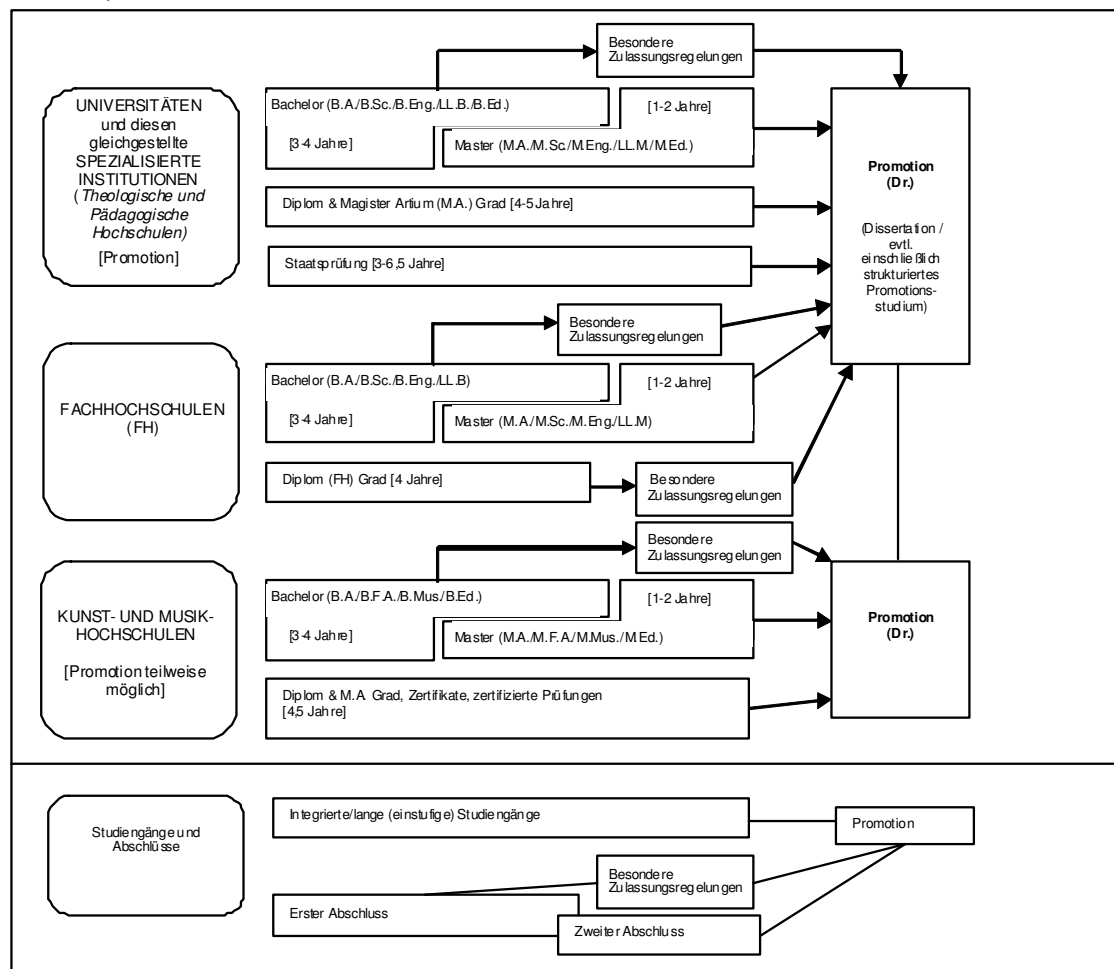 Besondere
Zulassungsregelungen
UNIVERSITÄTEN
und diesen
gleichgestellte
SPEZIALISIERTE
INSTITUTIONEN
(Theologische und
Pädagogische
Hochschulen)
[Promotion]
Bachelor (B.A./B.Sc./B.Eng./LL.B./B.Ed.)
[1-2 Jahre]
[3-4 Jahre]
Master (M.A./M.Sc./M.Eng./LL.M./M.Ed.)
Diplom & Magister Artium (M.A.) Grad [4-5 Jahre]
Staatsprüfung [3-6,5 Jahre]
Promotion
(Dr.)
(Dissertation /
evtl.
einschließlich
strukturiertes
Promotions-
studium)
Besondere
Zulassungsregelungen
FACHHOCHSCHULEN
(FH)
Bachelor (B.A./B.Sc./B.Eng./LL.B)
[1-2 Jahre]
[3-4 Jahre]
Master (M.A./M.Sc./M.Eng./LL.M)
Diplom (FH) Grad [4 Jahre]
Besondere
Zulassungsregelungen
Besondere
Zulassungsregelungen
KUNST- UND MUSIK-
HOCHSCHULEN
[Promotion teilweise
möglich]
Bachelor (B.A./B.F.A./B.Mus./B.Ed.)
[1-2 Jahre]
[3-4 Jahre]
Master (M.A./M.F.A./M.Mus./M.Ed.)
Diplom & M.A. Grad, Zertifikate, zertifizierte Prüfungen
[4,5 Jahre]
Promotion
(Dr.)
Studiengänge und
Abschlüsse
Integrierte/lange (einstufige) Studiengänge
Promotion
Besondere
Zulassungsregelungen
Erster Abschluss
Zweiter Abschluss